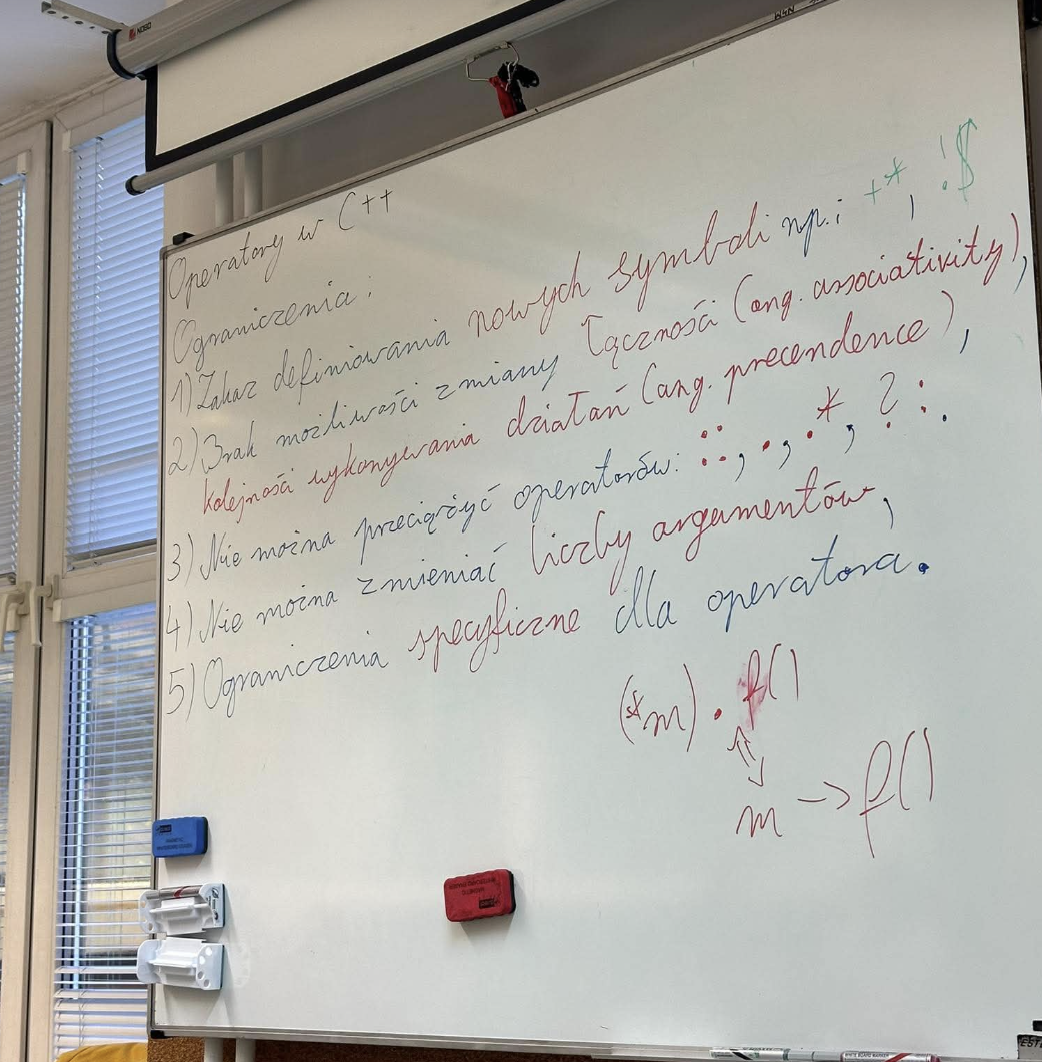 Operatory w C++
Ograniczenia:
1) Zakaz definiowania nowych symboli np.: +*, !$
2) Brak możliwości zmiany łączności (ang. associativity),
kolejności wykonywania działań (ang. precendence),
3) Nie można przeciążyć operatorów: ::, ., .*, ?:.
4) Nie można zmieniać liczby argumentów,
5) Ograniczenia specyficzne dla operatora.
(*m).f()
⇕
m -> f()